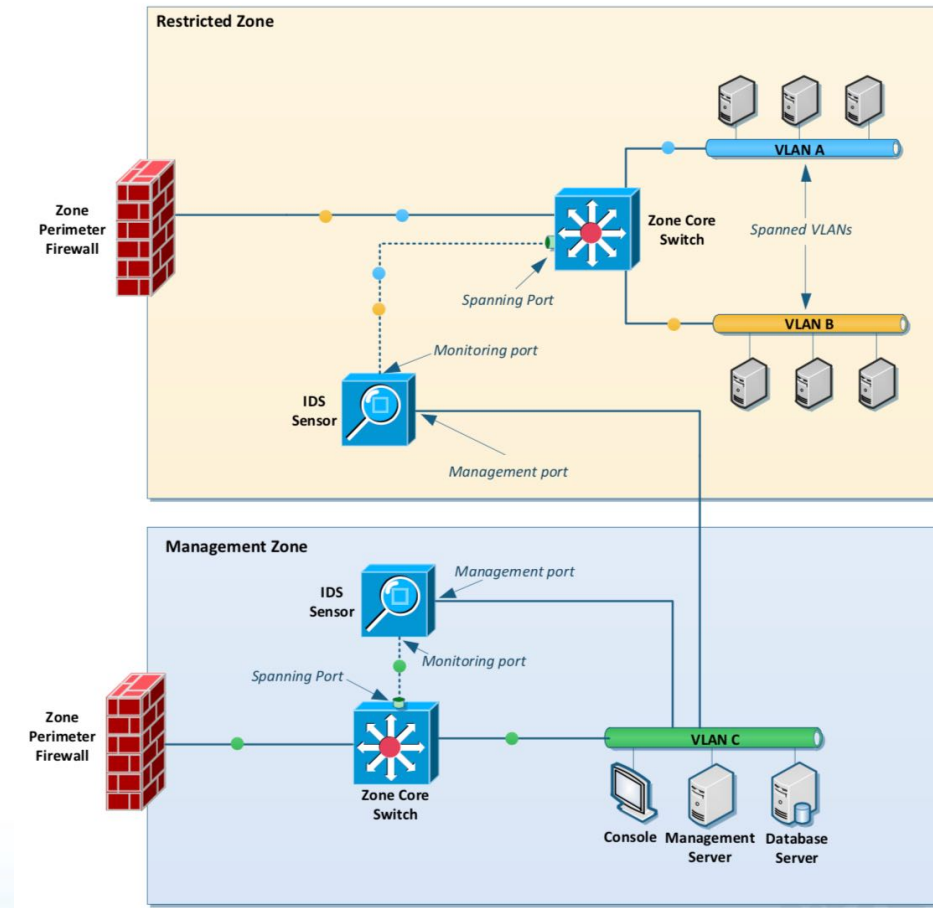 Restricted Zone
VLAN A
Zone
Perimeter
Firewall
Zone Core
Switch
Spanned VLANs
Spanning Port
VLAN B
Monitoring port
IDS
Sensor
Management port
Management Zone
Management port
IDS
Sensor
Monitoring port
Spanning Port
Zone
Perimeter
Firewall
VLAN C
Zone Core
Switch
Console
Management
Server
Database
Server